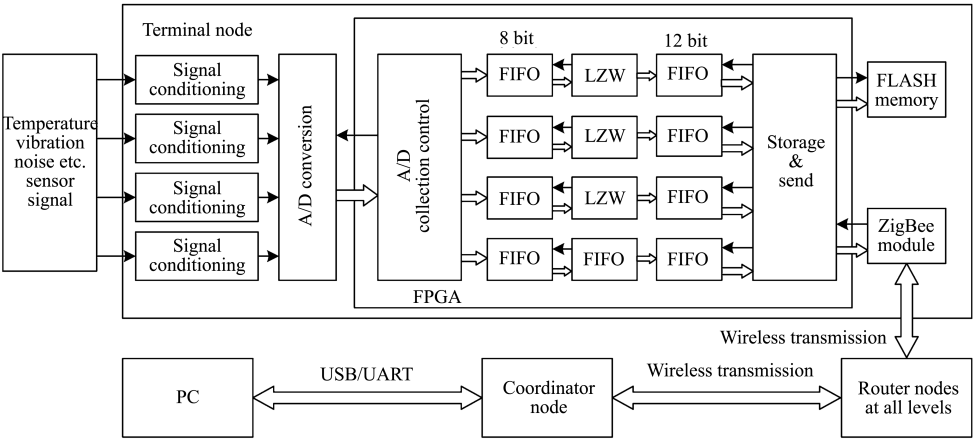 Terminal node
8 bit
12 bit
Temperature
vibration
noise etc.
sensor
signal
Signal
conditioning
Signal
conditioning
Signal
conditioning
Signal
conditioning
A/D conversion
A/D
collection control
FIFO
LZW
FIFO
FIFO
LZW
FIFO
FIFO
LZW
FIFO
FIFO
FIFO
FIFO
FPGA
Storage
&
send
FLASH
memory
ZigBee
module
Wireless transmission
PC
USB/UART
Coordinator
node
Wireless transmission
Router nodes
at all levels